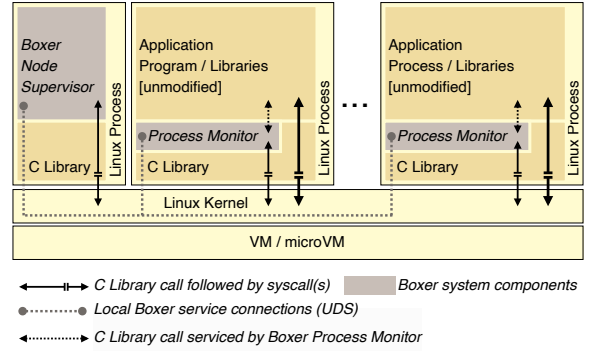 Boxer
Node
Supervisor
C Library
Linux Process
Application
Program / Libraries
[unmodified]
Process Monitor
C Library
Linux Process
...
Application
Process / Libraries
[unmodified]
Process Monitor
C Library
Linux Process
Linux Kernel
VM / microVM
C Library call followed by syscall(s)
Boxer system components
Local Boxer service connections (UDS)
C Library call serviced by Boxer Process Monitor